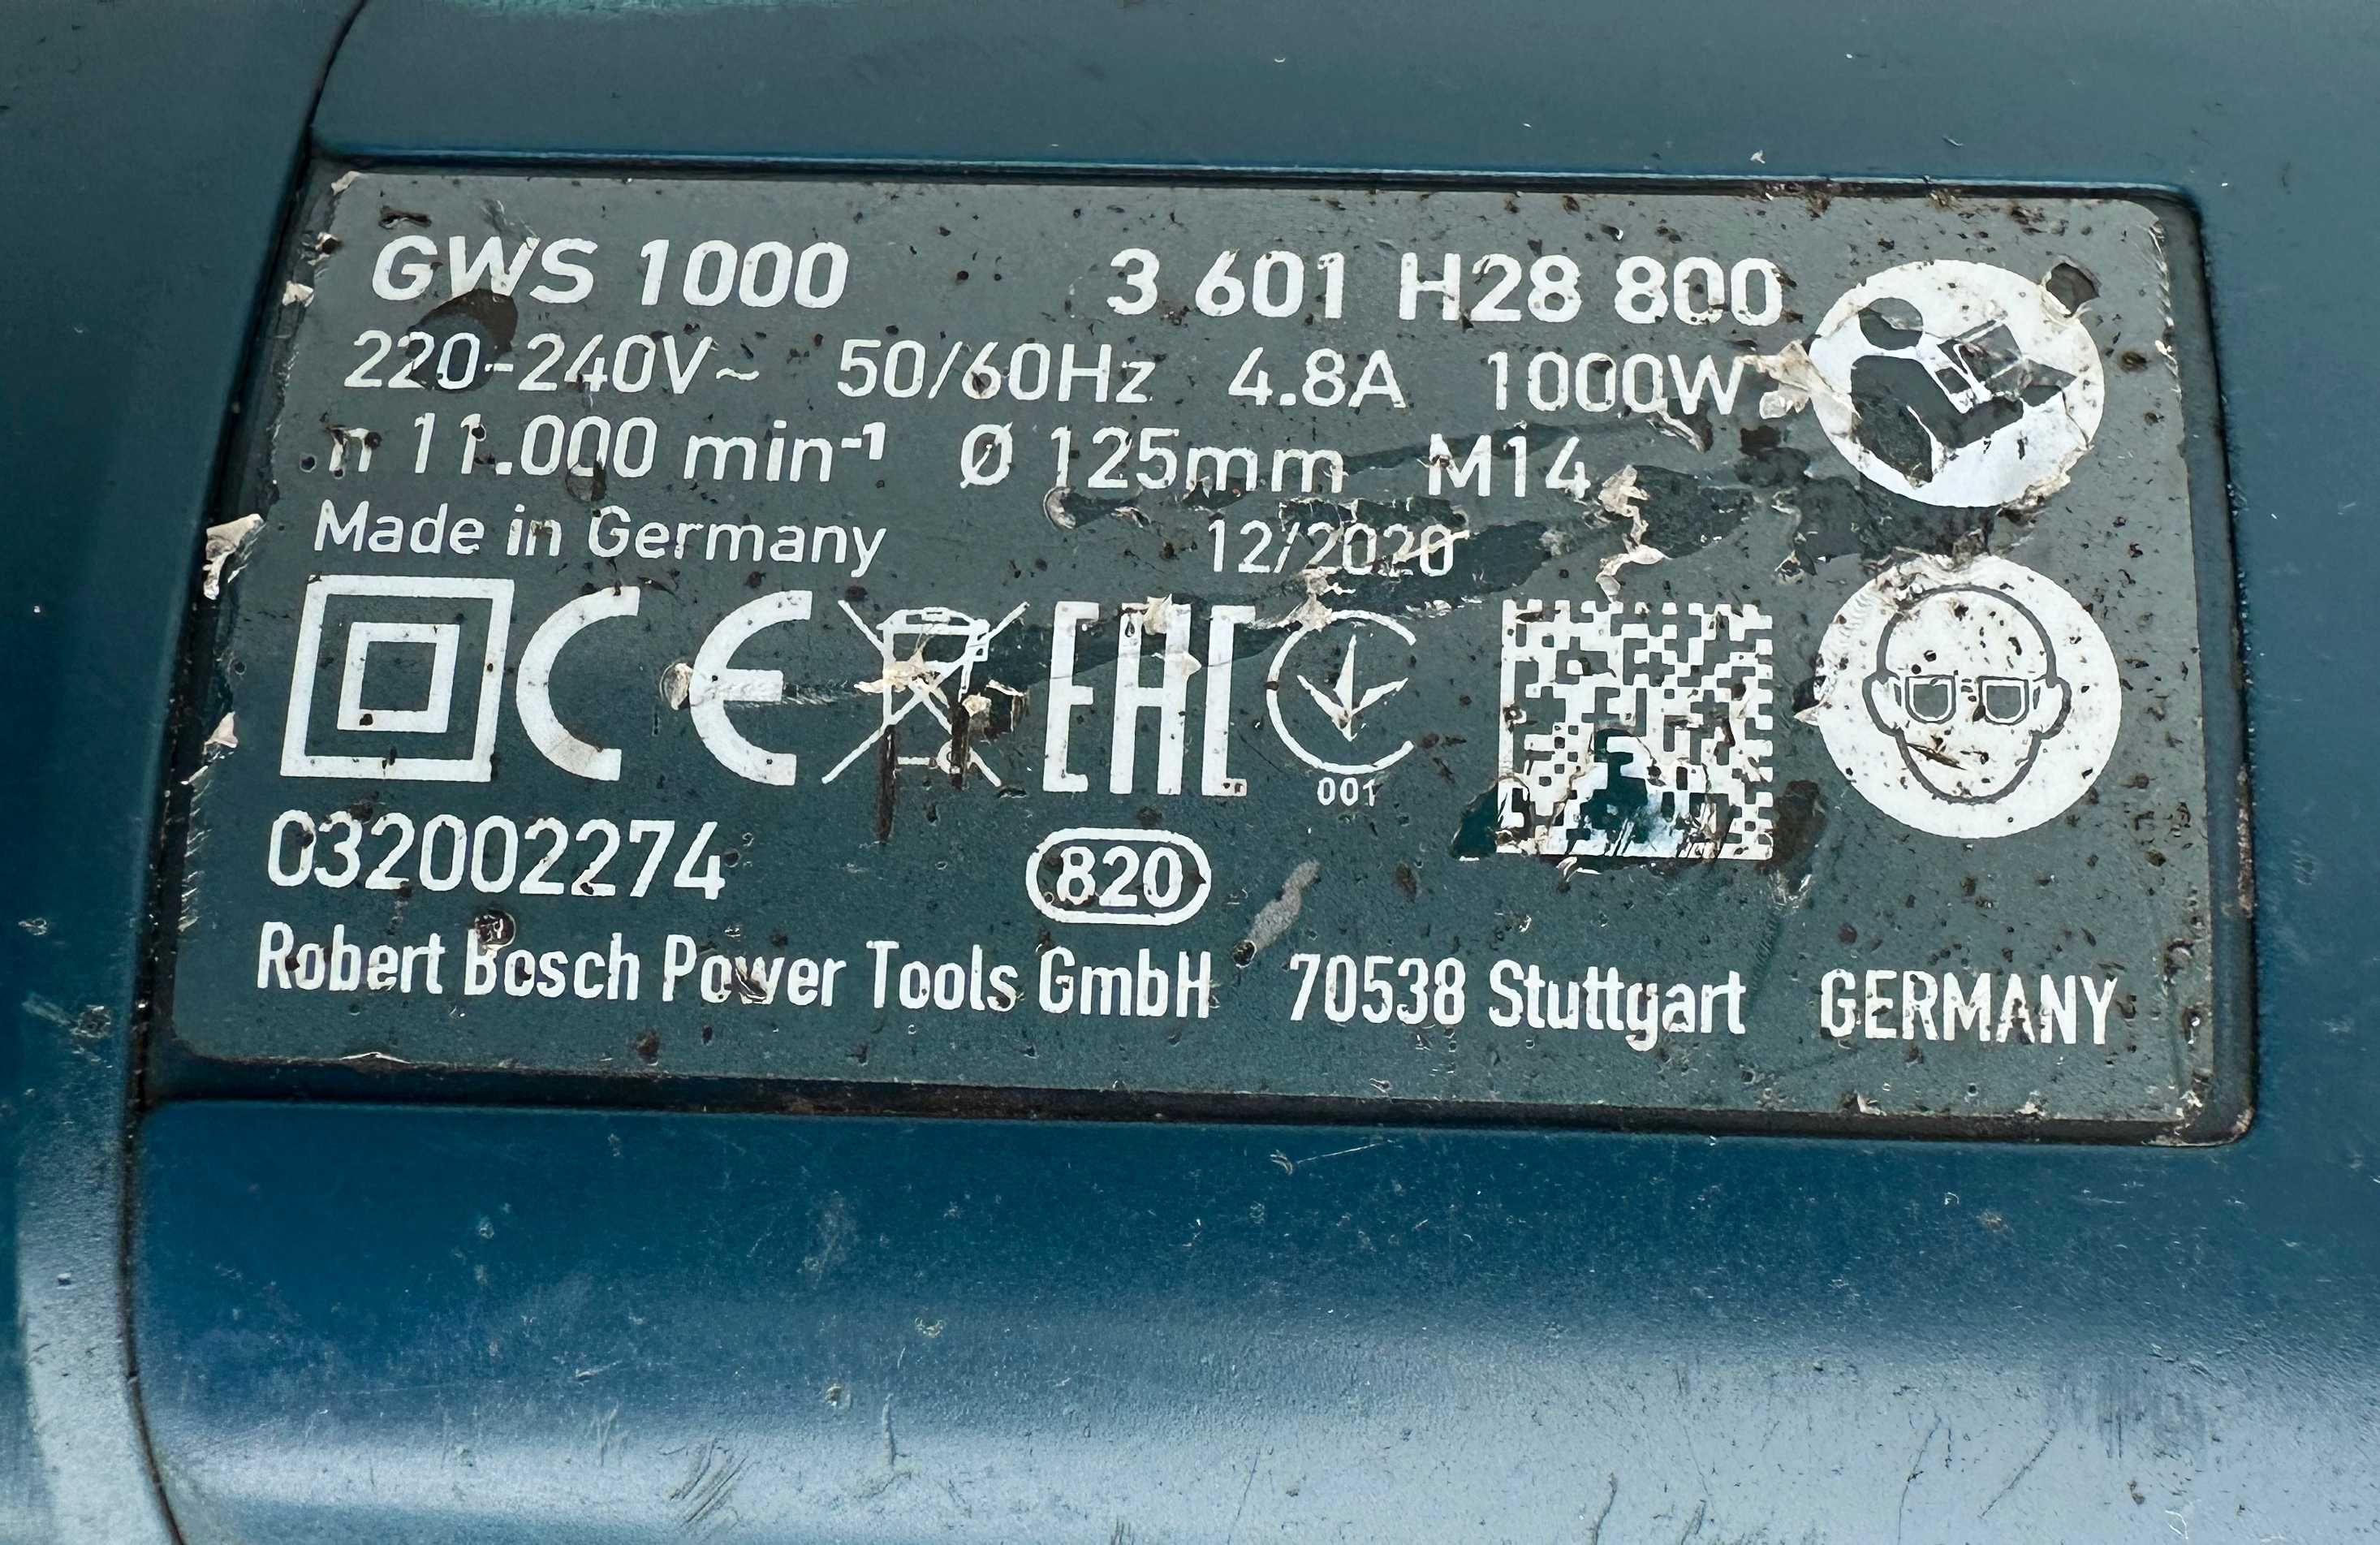 GWS 1000 3 601 H28 800
220-240V~ 50/60Hz 4.8A 1000W
n 11.000 min⁻¹ Ø 125mm M14
Made in Germany 12/2020
CE EAC
001
032002274 820
Robert Bosch Power Tools GmbH 70538 Stuttgart GERMANY